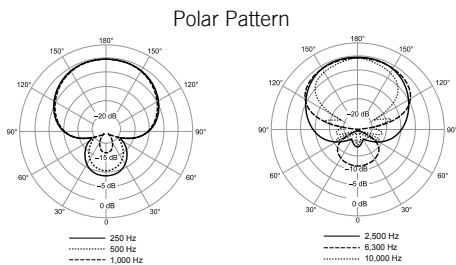 Polar Pattern
180°
150° 150°
120° 120°
90° 90°
60° 60°
30° 30°
0
−20 dB
−15 dB
−5 dB
0 dB
250 Hz
500 Hz
1,000 Hz
180°
150° 150°
120° 120°
90° 90°
60° 60°
30° 30°
0
−20 dB
−10 dB
−5 dB
0 dB
2,500 Hz
6,300 Hz
10,000 Hz